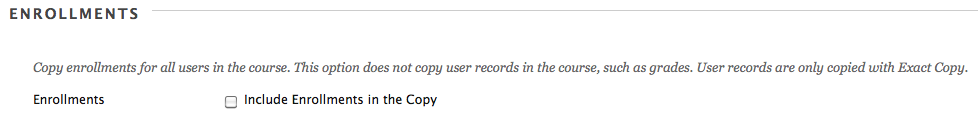 ENROLLMENTS
Copy enrollments for all users in the course. This option does not copy user records in the course, such as grades. User records are only copied with Exact Copy.
Enrollments Include Enrollments in the Copy